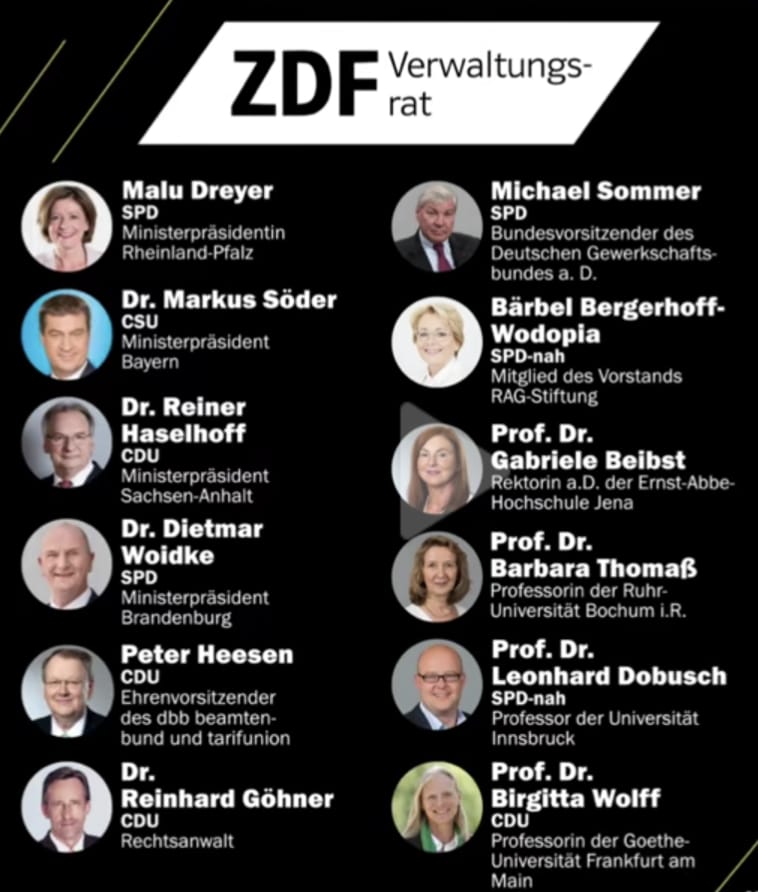 ZDF Verwaltungs-
rat
Malu Dreyer
SPD
Ministerpräsidentin
Rheinland-Pfalz
Dr. Markus Söder
CSU
Ministerpräsident
Bayern
Dr. Reiner
Haselhoff
CDU
Ministerpräsident
Sachsen-Anhalt
Dr. Dietmar
Woidke
SPD
Ministerpräsident
Brandenburg
Peter Heesen
CDU
Ehrenvorsitzender
des dbb beamten-
bund und tarifunion
Dr.
Reinhard Göhner
CDU
Rechtsanwalt
Michael Sommer
SPD
Bundesvorsitzender des
Deutschen Gewerkschafts-
bundes a. D.
Bärbel Bergerhoff-
Wodopia
SPD-nah
Mitglied des Vorstands
RAG-Stiftung
Prof. Dr.
Gabriele Beibst
Rektorin a.D. der Ernst-Abbe-
Hochschule Jena
Prof. Dr.
Barbara Thomaß
Professorin der Ruhr-
Universität Bochum i.R.
Prof. Dr.
Leonhard Dobusch
SPD-nah
Professor der Universität
Innsbruck
Prof. Dr.
Birgitta Wolff
CDU
Professorin der Goethe-
Universität Frankfurt am
Main